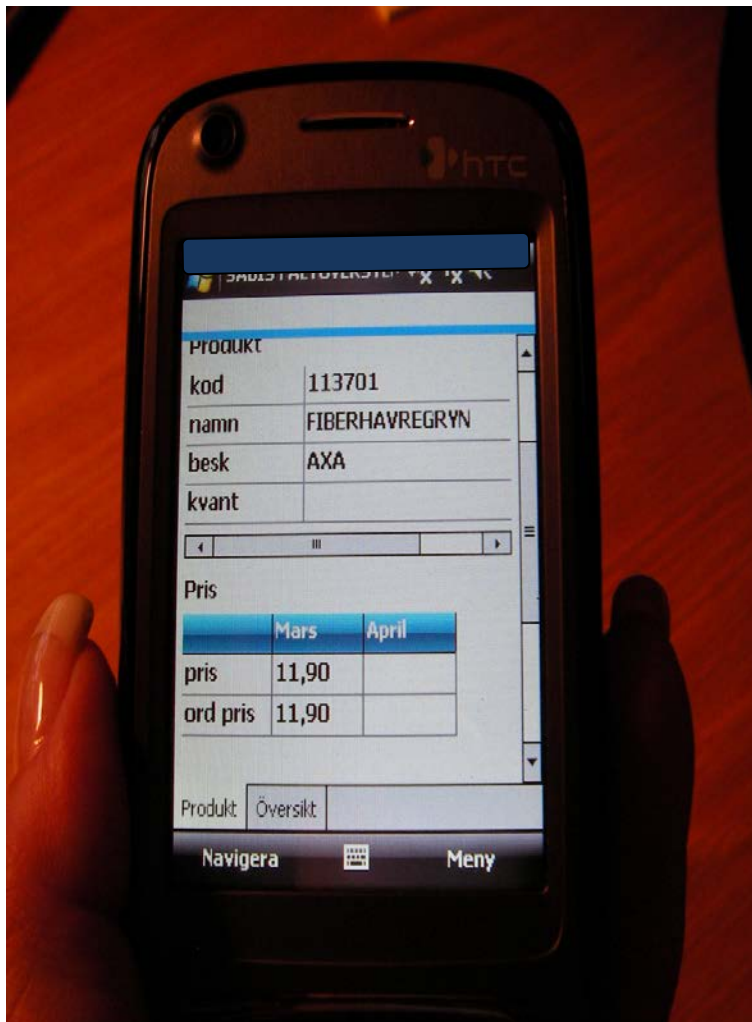 hTC
Produkt
kod 113701
namn FIBERHAVREGRYN
besk AXA
kvant
Pris
Mars April
pris 11,90
ord pris 11,90
Produkt Översikt
Navigera Meny